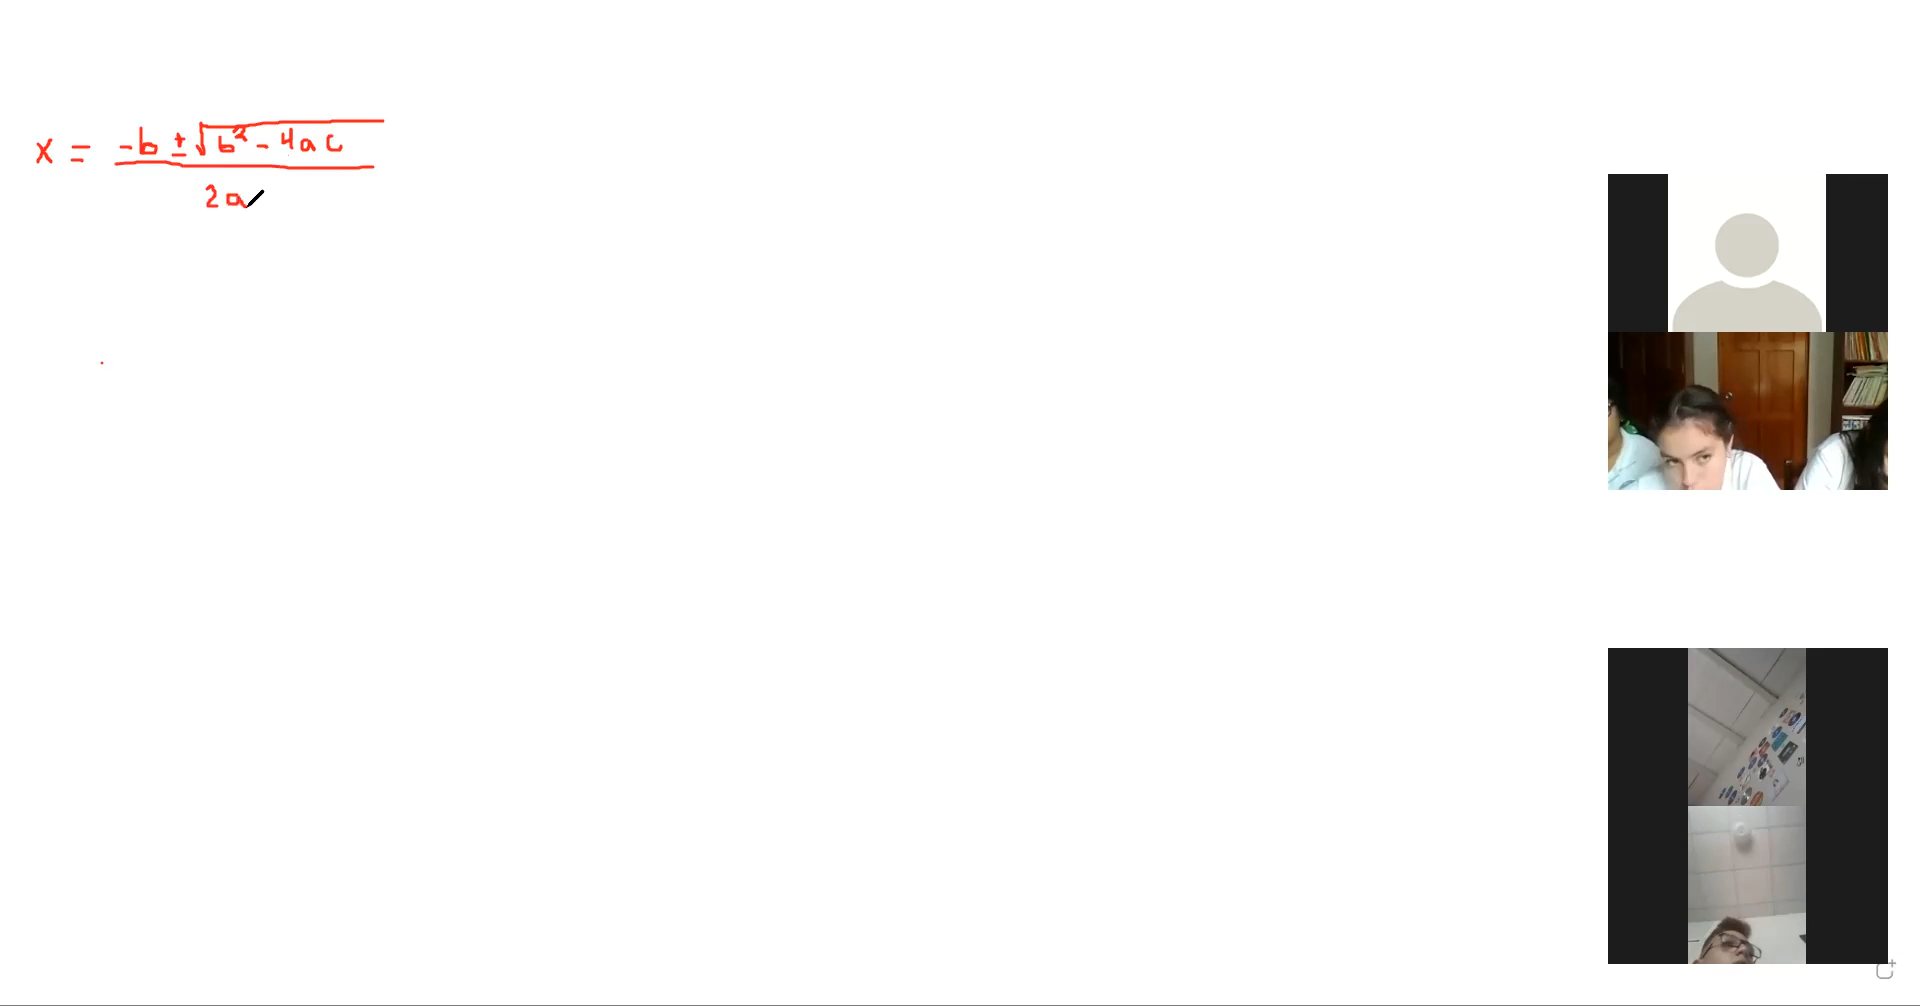 x = -b ± √b² - 4ac
2a